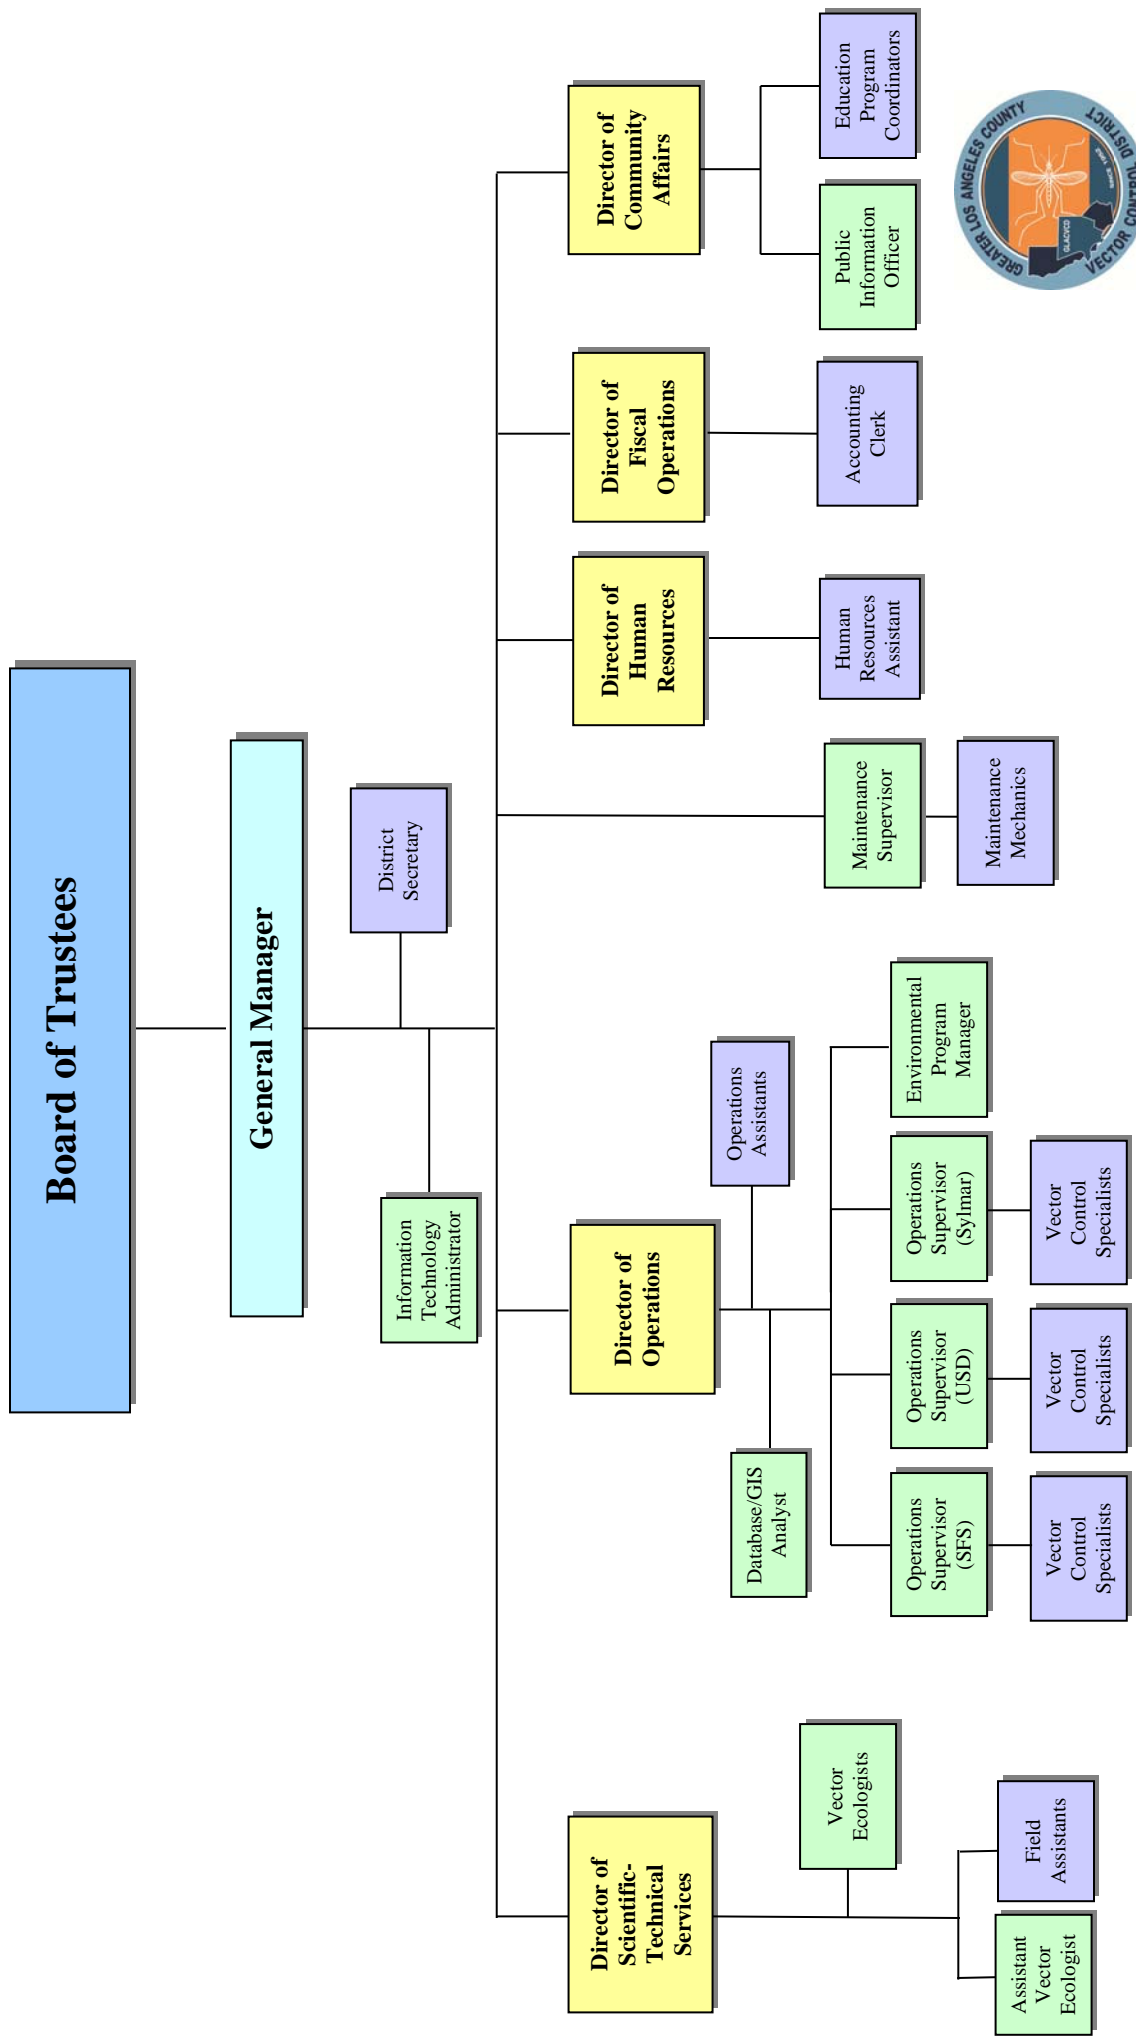 Board of Trustees
General Manager
District
Secretary
Information
Technology
Administrator
Director of
Scientific-
Technical
Services
Director of
Operations
Director of
Human
Resources
Director of
Fiscal
Operations
Director of
Community
Affairs
Vector
Ecologists
Assistant
Vector
Ecologist
Field
Assistants
Database/GIS
Analyst
Operations
Assistants
Operations
Supervisor
(SFS)
Operations
Supervisor
(USD)
Operations
Supervisor
(Sylmar)
Environmental
Program
Manager
Vector
Control
Specialists
Vector
Control
Specialists
Vector
Control
Specialists
Maintenance
Supervisor
Maintenance
Mechanics
Human
Resources
Assistant
Accounting
Clerk
Public
Information
Officer
Education
Program
Coordinators
GREATER LOS ANGELES COUNTY
VECTOR CONTROL DISTRICT
GLACVCD
SINCE 1952